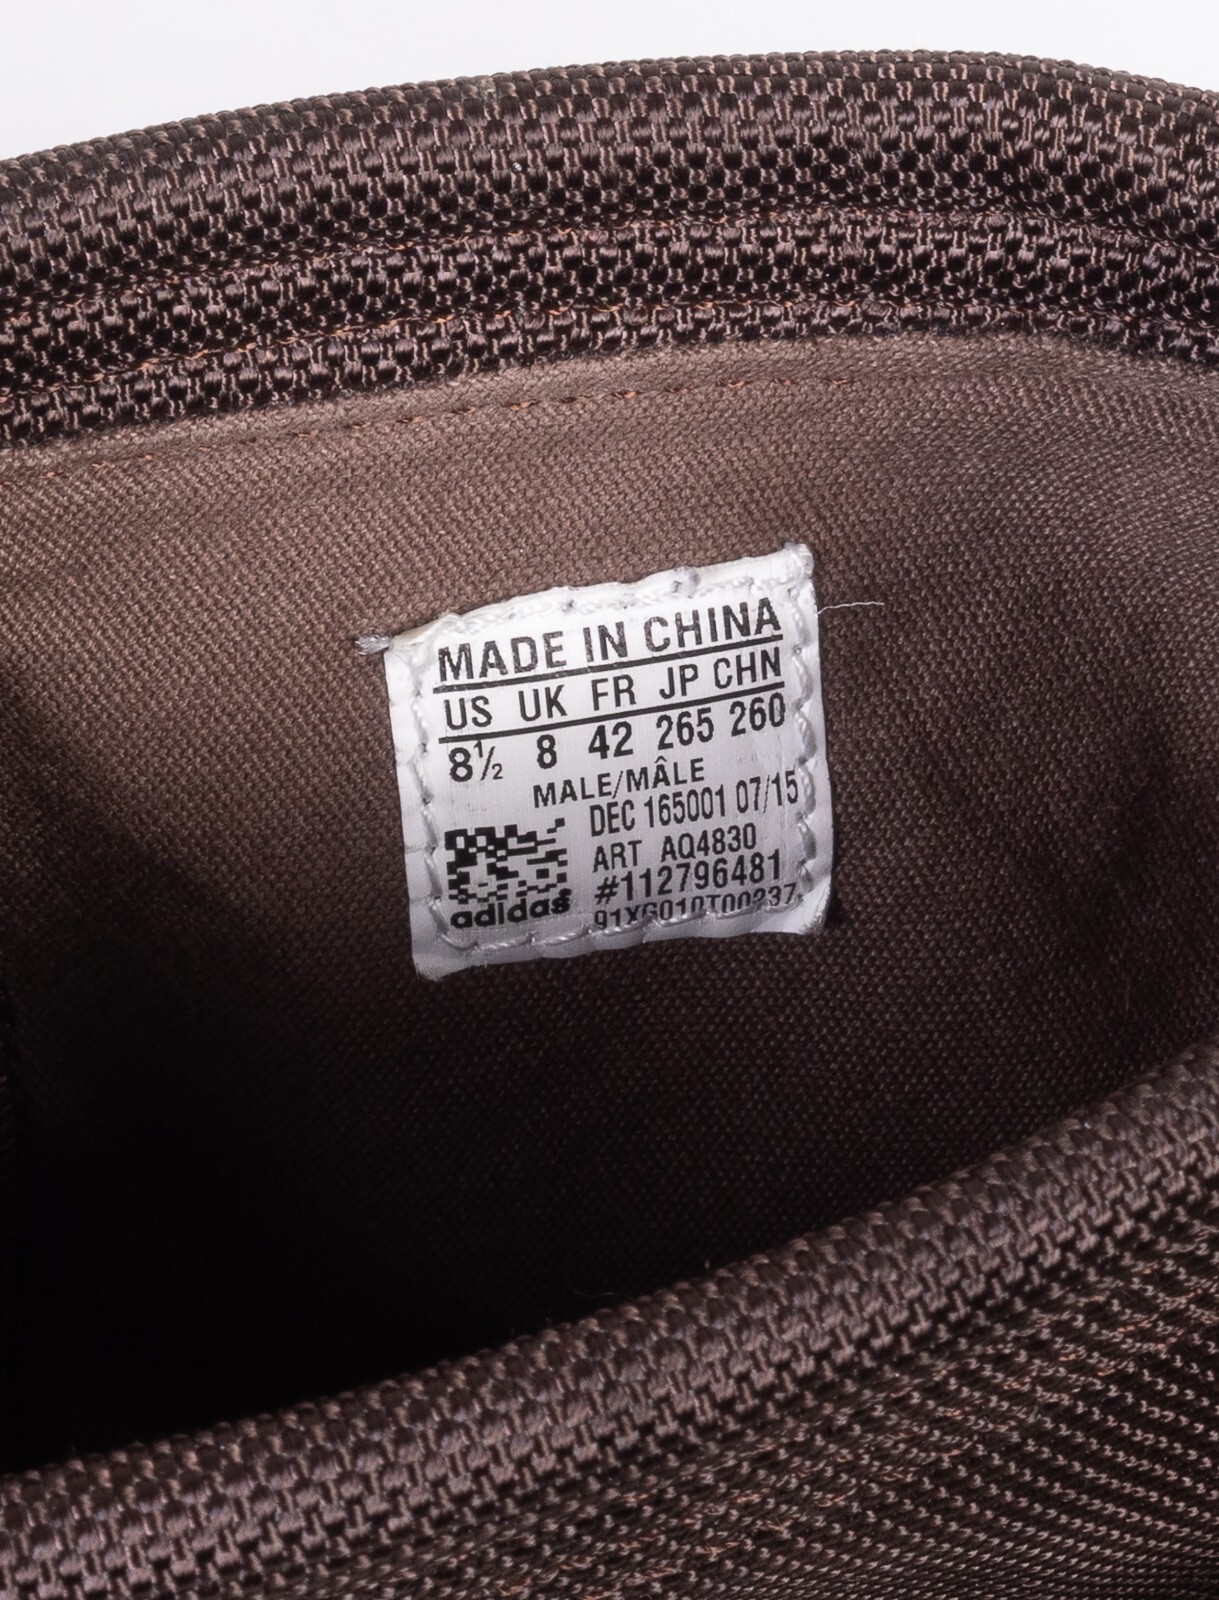 MADE IN CHINA
US UK FR JP CHN
8½ 8 42 265 260
MALE/MÂLE
DEC 165001 07/15
ART AQ4830
#112796481
adidas
91XG010T00237